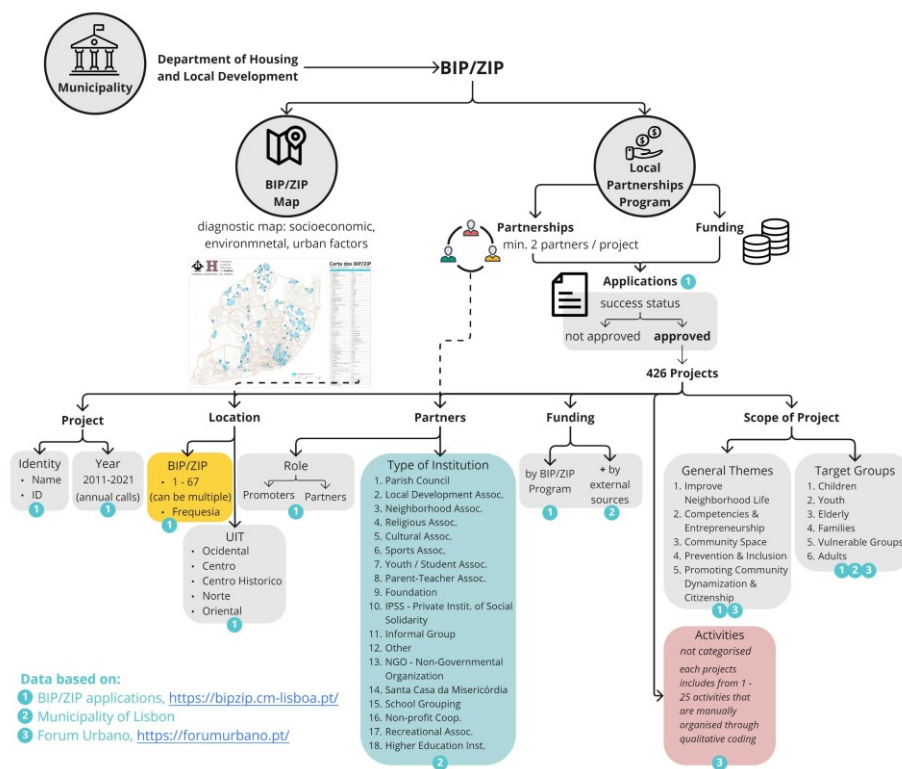 Municipality
Department of Housing
and Local Development
BIP/ZIP
BIP/ZIP
Map
Local
Partnerships
Program
diagnostic map: socioeconomic,
environmnetal, urban factors
Carta dos BIP/ZIP
Partnerships
min. 2 partners / project
Funding
Applications 1
success status
not approved
approved
426 Projects
Project
Location
Partners
Funding
Scope of Project
Identity
• Name
• ID
1
Year
2011-2021
(annual calls)
1
BIP/ZIP
• 1 - 67
(can be multiple)
• Frequesia
1
UIT
• Ocidental
• Centro
• Centro Historico
• Norte
• Oriental
1
Role
Promoters
Partners
1
Type of Institution
1. Parish Council
2. Local Development Assoc.
3. Neighborhood Assoc.
4. Religious Assoc.
5. Cultural Assoc.
6. Sports Assoc.
7. Youth / Student Assoc.
8. Parent-Teacher Assoc.
9. Foundation
10. IPSS - Private Instit. of Social
Solidarity
11. Informal Group
12. Other
13. NGO - Non-Governmental
Organization
14. Santa Casa da Misericórdia
15. School Grouping
16. Non-profit Coop.
17. Recreational Assoc.
18. Higher Education Inst.
2
by BIP/ZIP
Program
1
+ by
external
sources
2
General Themes
1. Improve
Neighborhood Life
2. Competencies &
Entrepreneurship
3. Community Space
4. Prevention & Inclusion
5. Promoting Community
Dynamization &
Citizenship
1 3
Target Groups
1. Children
2. Youth
3. Elderly
4. Families
5. Vulnerable Groups
6. Adults
1 2 3
Activities
not categorised
each projects
includes from 1 -
25 activities that
are manually
organised through
qualitative coding
3
Data based on:
1 BIP/ZIP applications, https://bipzip.cm-lisboa.pt/
2 Municipality of Lisbon
3 Forum Urbano, https://forumurbano.pt/